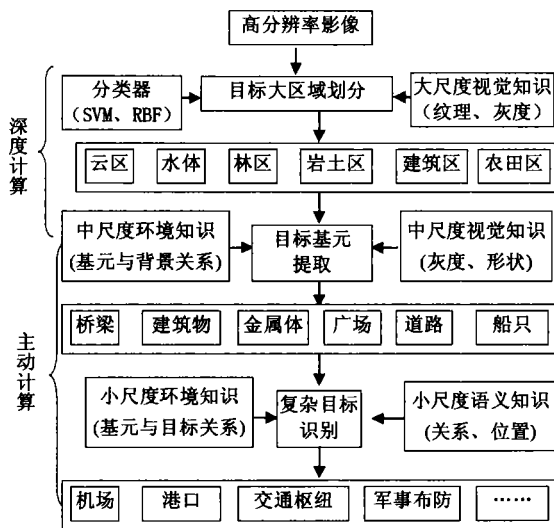 高分辨率影像
分类器
(SVM、RBF)
目标大区域划分
大尺度视觉知识
(纹理、灰度)
深度计算
云区 水体 林区 岩土区 建筑区 农田区
中尺度环境知识
(基元与背景关系)
目标基元
提取
中尺度视觉知识
(灰度、形状)
主动计算
桥梁 建筑物 金属体 广场 道路 船只
小尺度环境知识
(基元与目标关系)
复杂目标
识别
小尺度语义知识
(关系、位置)
机场 港口 交通枢纽 军事布防 ……